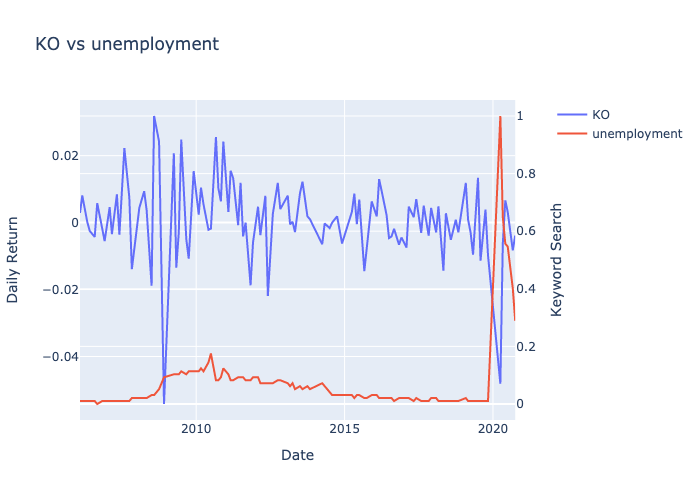 KO vs unemployment
KO
unemployment
0.02
0
−0.02
−0.04
1
0.8
0.6
0.4
0.2
0
2010
2015
2020
Date
Daily Return
Keyword Search